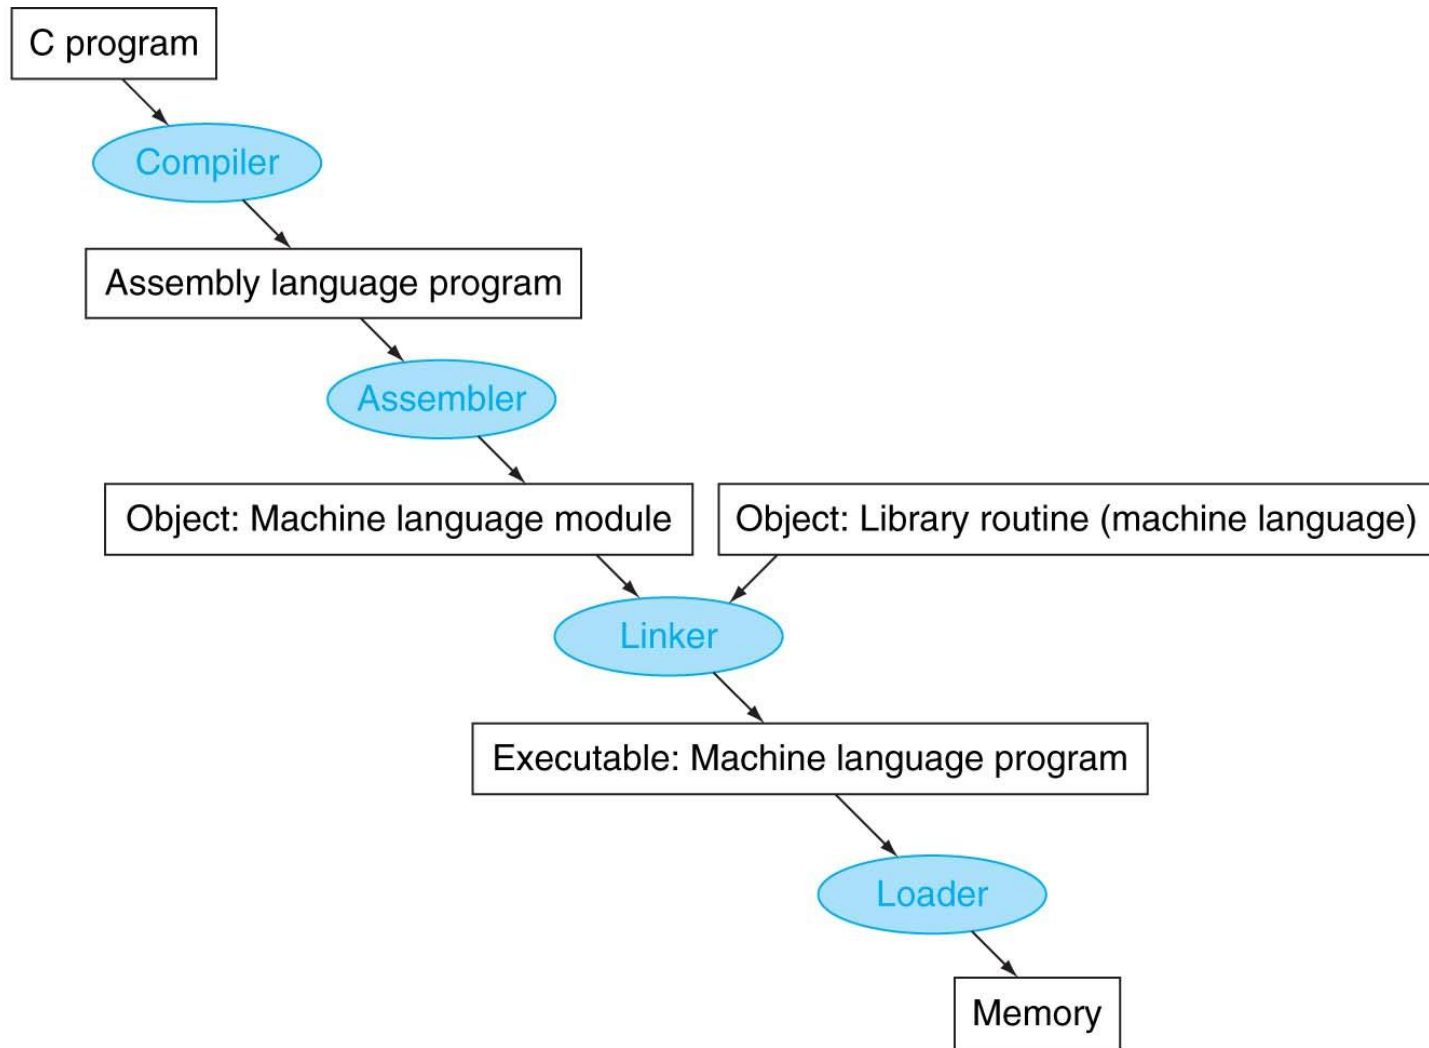 C program
Compiler
Assembly language program
Assembler
Object: Machine language module
Object: Library routine (machine language)
Linker
Executable: Machine language program
Loader
Memory